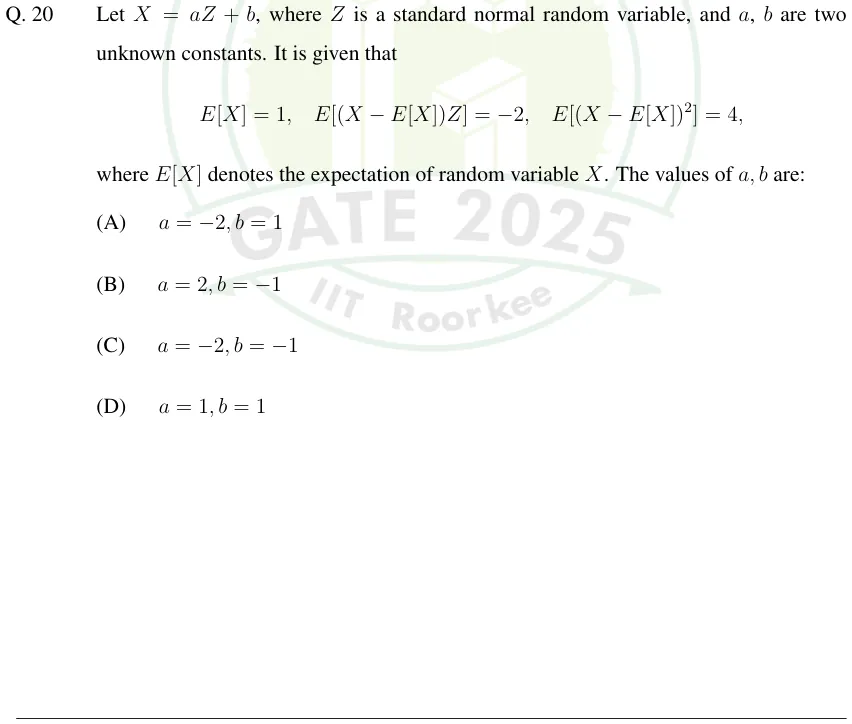 Q. 20 Let X = aZ + b, where Z is a standard normal random variable, and a, b are two
unknown constants. It is given that
E[X] = 1, E[(X − E[X])Z] = −2, E[(X − E[X])²] = 4,
where E[X] denotes the expectation of random variable X. The values of a, b are:
(A) a = −2, b = 1
GATE 2025
(B) a = 2, b = −1
IIT Roorkee
(C) a = −2, b = −1
(D) a = 1, b = 1